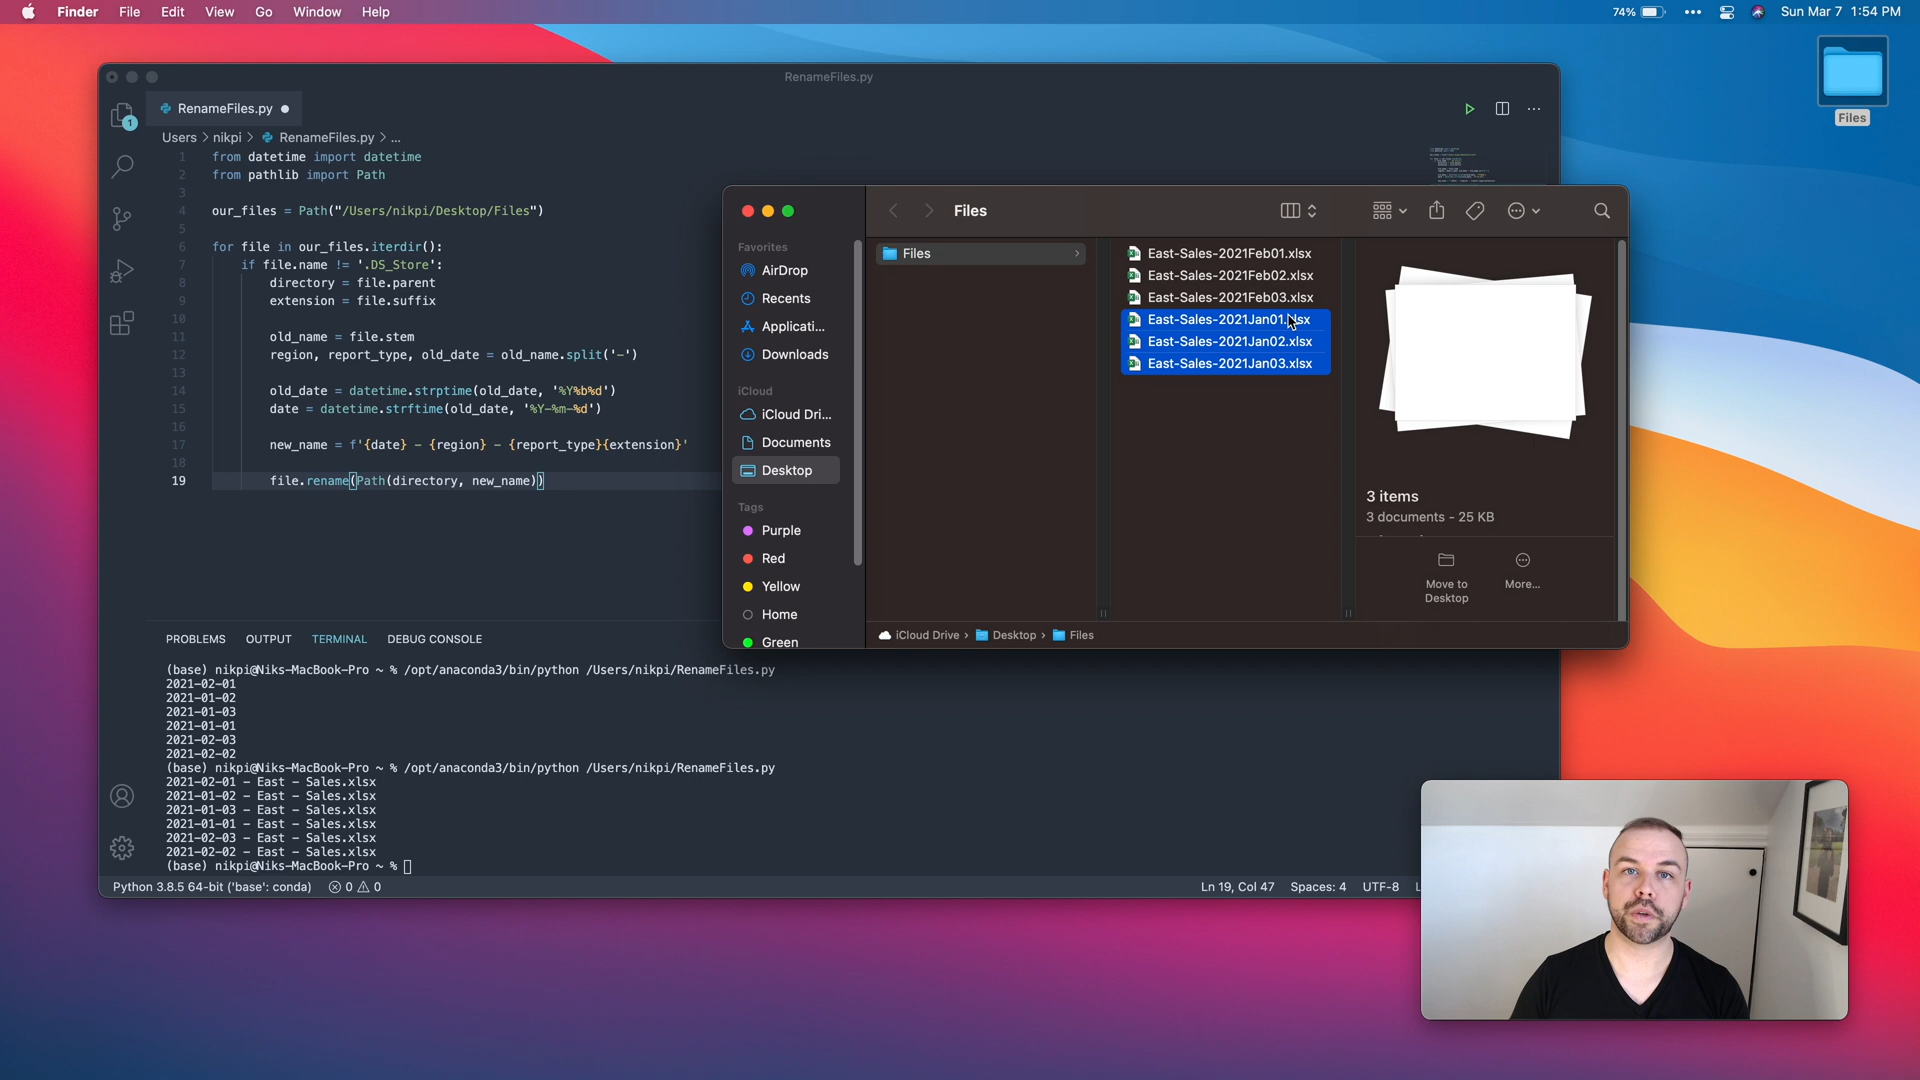 Finder File Edit View Go Window Help
74% Sun Mar 7 1:54 PM
Files
RenameFiles.py
RenameFiles.py
Users > nikpi > RenameFiles.py > ...
1 from datetime import datetime
2 from pathlib import Path
3
4 our_files = Path("/Users/nikpi/Desktop/Files")
5
6 for file in our_files.iterdir():
7 if file.name != '.DS_Store':
8 directory = file.parent
9 extension = file.suffix
10
11 old_name = file.stem
12 region, report_type, old_date = old_name.split('-')
13
14 old_date = datetime.strptime(old_date, '%Y%b%d')
15 date = datetime.strftime(old_date, '%Y-%m-%d')
16
17 new_name = f'{date} - {region} - {report_type}{extension}'
18
19 file.rename(Path(directory, new_name))
1
Files
Favorites
AirDrop
Recents
Applicati...
Downloads
iCloud
iCloud Dri...
Documents
Desktop
Tags
Purple
Red
Yellow
Home
Green
Files
East-Sales-2021Feb01.xlsx
East-Sales-2021Feb02.xlsx
East-Sales-2021Feb03.xlsx
East-Sales-2021Jan01.xlsx
East-Sales-2021Jan02.xlsx
East-Sales-2021Jan03.xlsx
3 items
3 documents - 25 KB
Move to
Desktop
More...
iCloud Drive › Desktop › Files
PROBLEMS OUTPUT TERMINAL DEBUG CONSOLE
(base) nikpi@Niks-MacBook-Pro ~ % /opt/anaconda3/bin/python /Users/nikpi/RenameFiles.py
2021-02-01
2021-01-02
2021-01-03
2021-01-01
2021-02-03
2021-02-02
(base) nikpi@Niks-MacBook-Pro ~ % /opt/anaconda3/bin/python /Users/nikpi/RenameFiles.py
2021-02-01 - East - Sales.xlsx
2021-01-02 - East - Sales.xlsx
2021-01-03 - East - Sales.xlsx
2021-01-01 - East - Sales.xlsx
2021-02-03 - East - Sales.xlsx
2021-02-02 - East - Sales.xlsx
(base) nikpi@Niks-MacBook-Pro ~ %
Python 3.8.5 64-bit ('base': conda) 0 0 Ln 19, Col 47 Spaces: 4 UTF-8